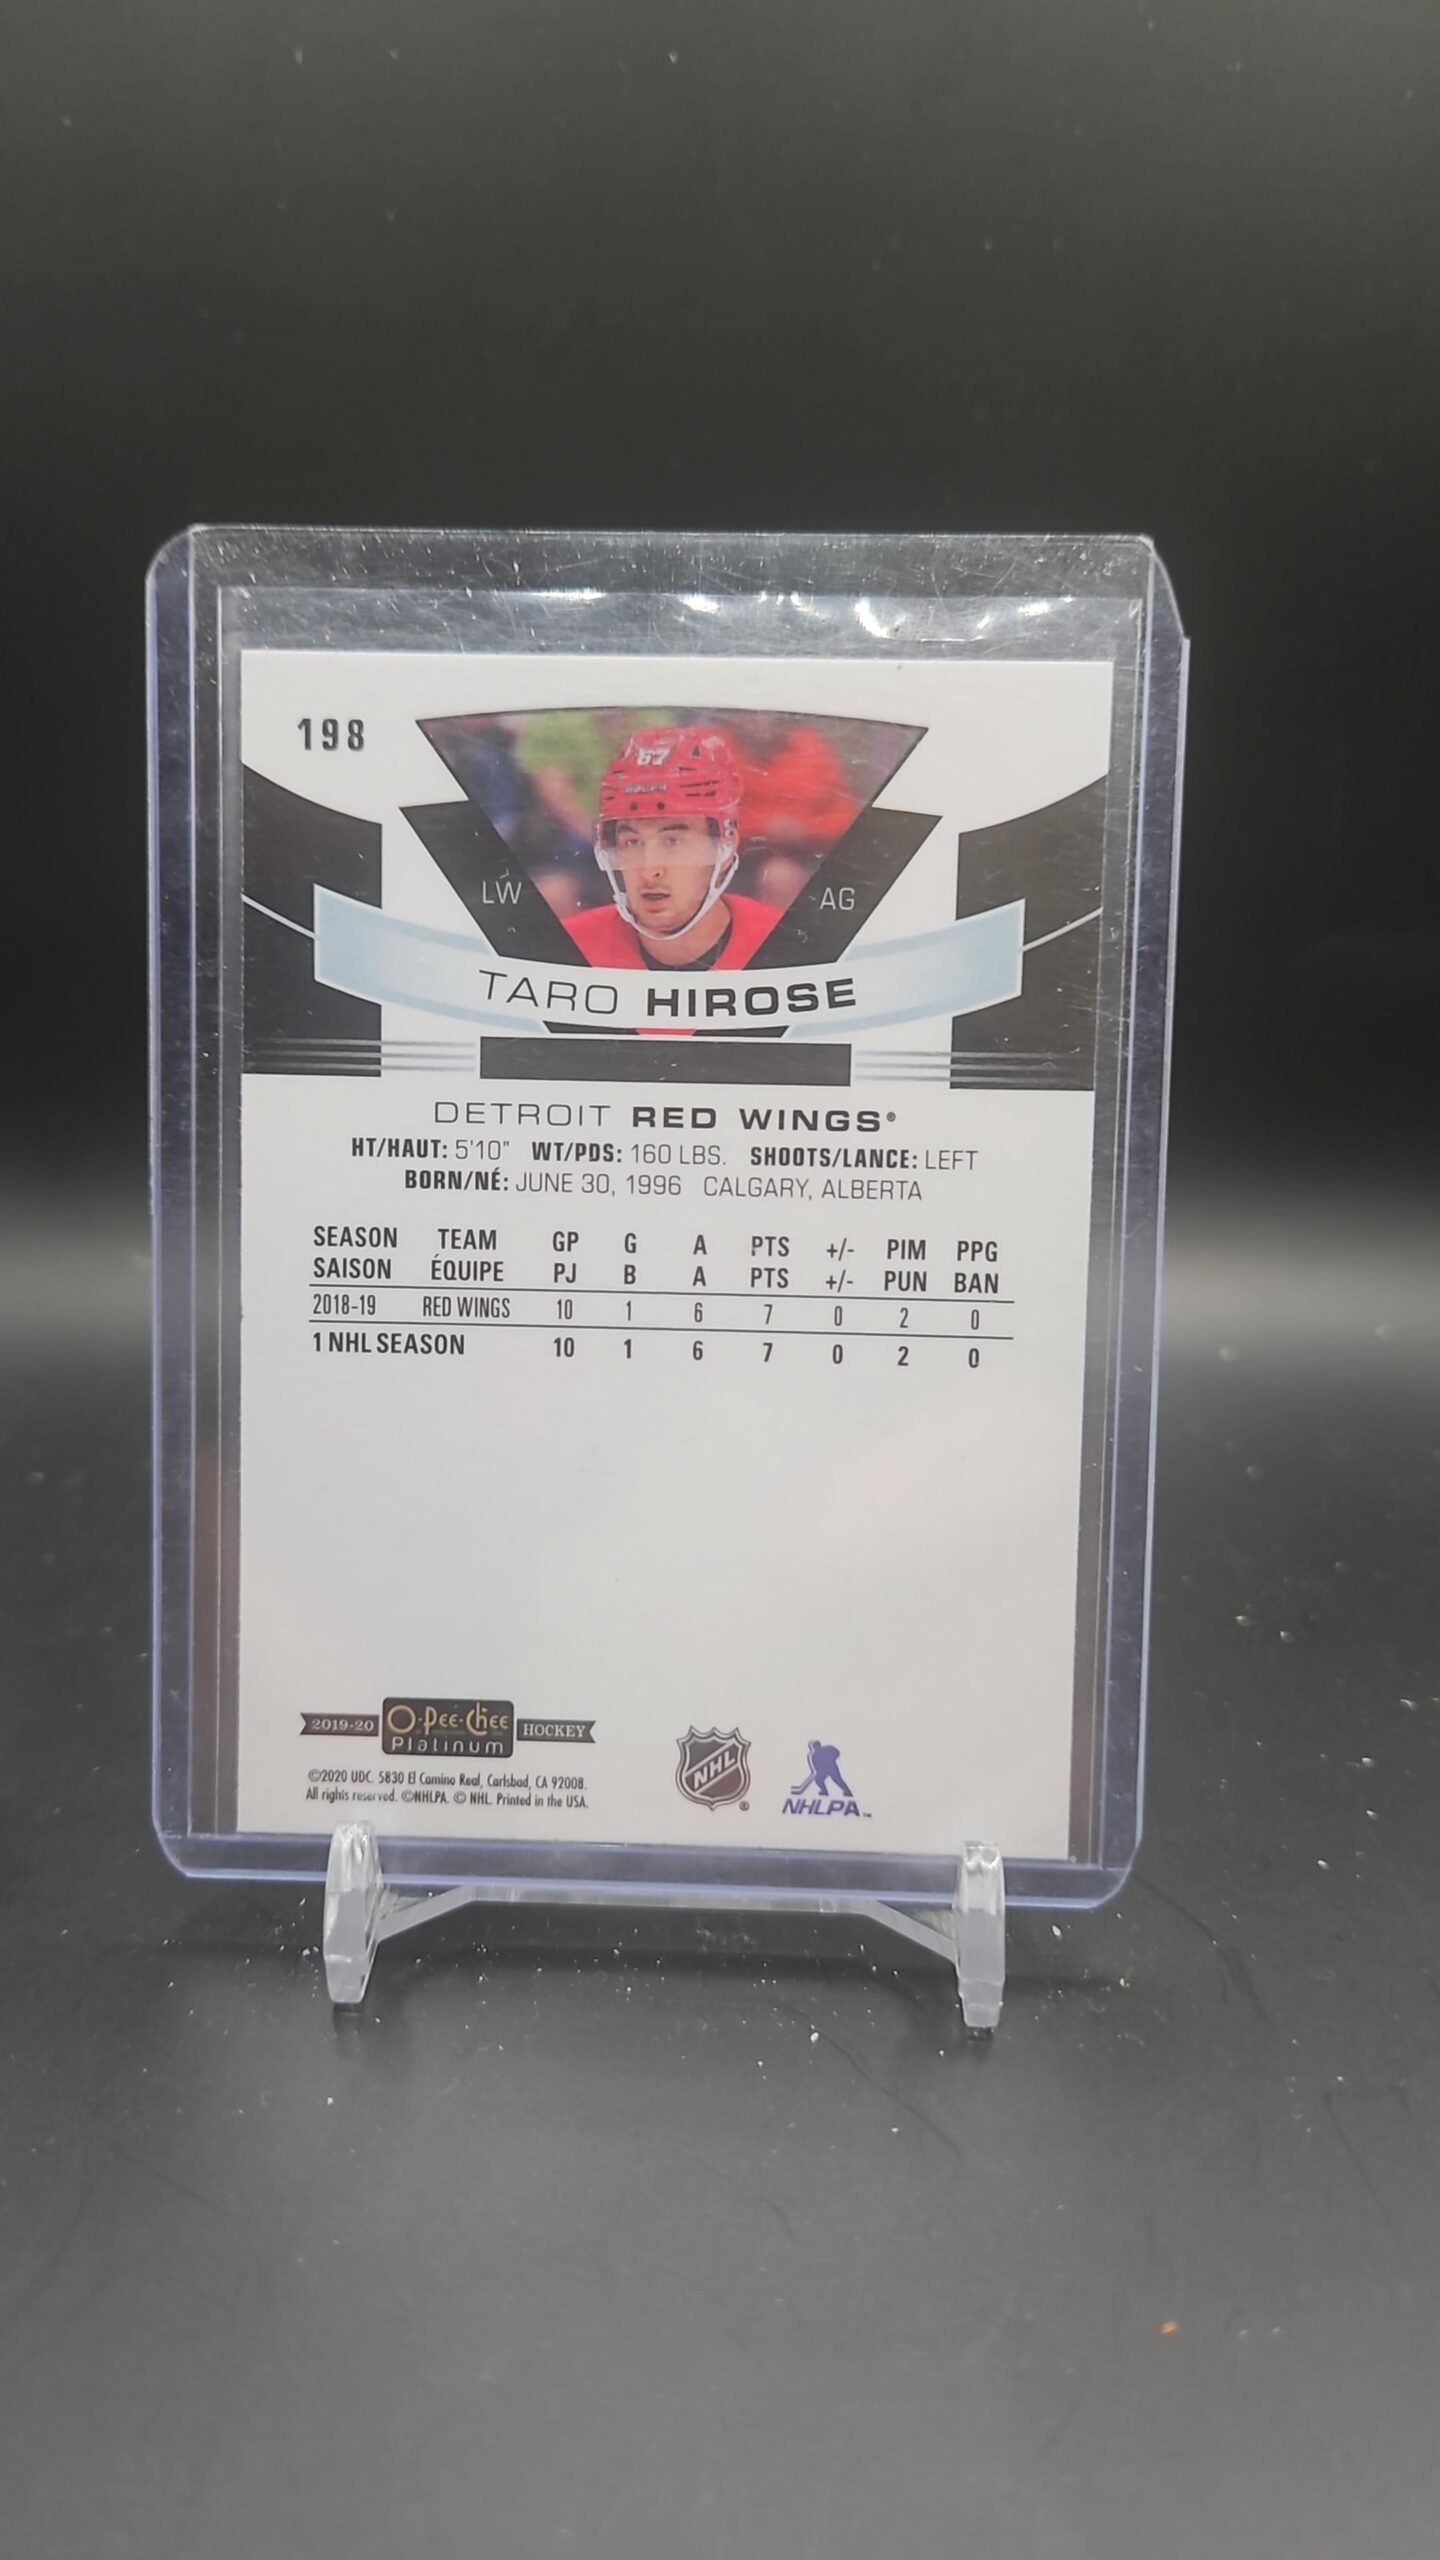 198
67
LW
AG
TARO HIROSE
DETROIT RED WINGS®
HT/HAUT: 5'10" WT/PDS: 160 LBS. SHOOTS/LANCE: LEFT
BORN/NÉ: JUNE 30, 1996 CALGARY, ALBERTA
SEASON TEAM GP G A PTS +/- PIM PPG
SAISON ÉQUIPE PJ B A PTS +/- PUN BAN
2018-19 RED WINGS 10 1 6 7 0 2 0
1 NHL SEASON 10 1 6 7 0 2 0
2019-20 O-Pee-Chee HOCKEY
Platinum
©2020 UDC. 5830 El Camino Real, Carlsbad, CA 92008.
All rights reserved. ©NHLPA. © NHL. Printed in the USA.
NHL®
NHLPA™